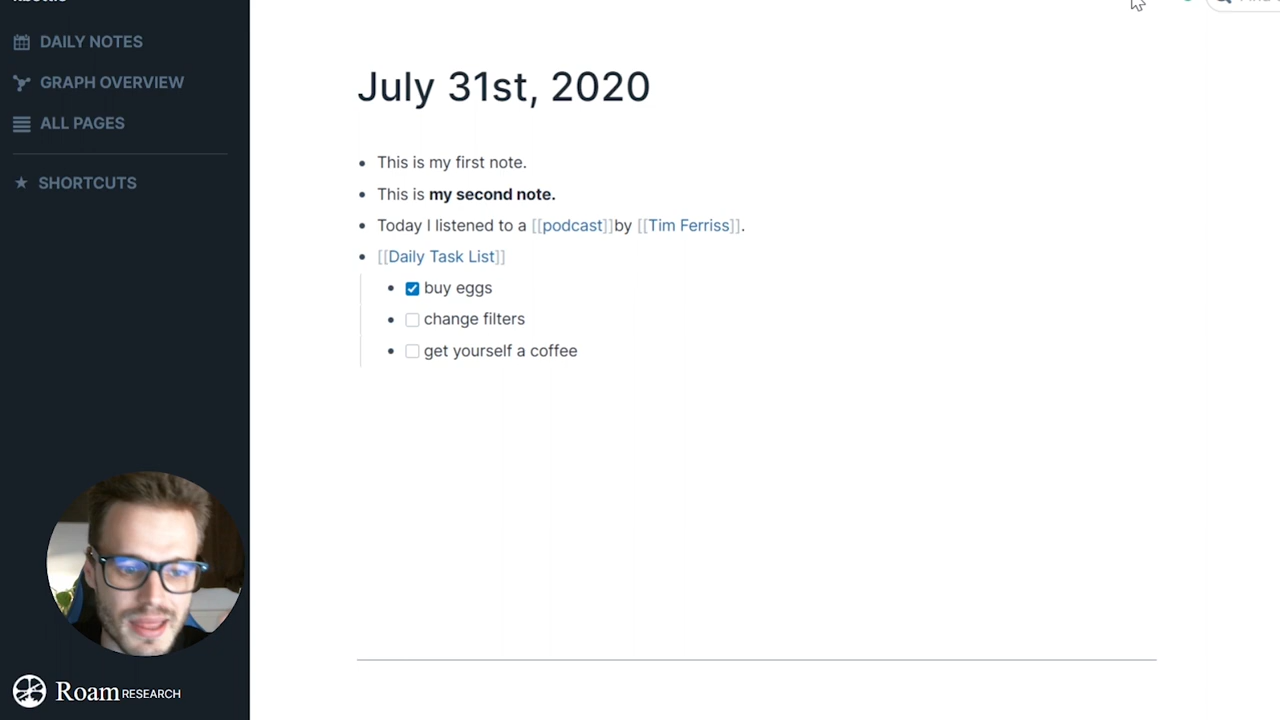 DAILY NOTES
GRAPH OVERVIEW
ALL PAGES
SHORTCUTS
July 31st, 2020
This is my first note.
This is my second note.
Today I listened to a [[podcast]]by [[Tim Ferriss]].
[[Daily Task List]]
buy eggs
change filters
get yourself a coffee
Roam RESEARCH